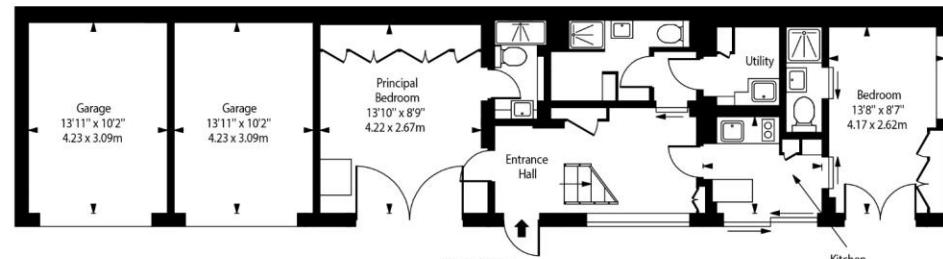 Garage
13'11" x 10'2"
4.23 x 3.09m
Garage
13'11" x 10'2"
4.23 x 3.09m
Principal
Bedroom
13'10" x 8'9"
4.22 x 2.67m
Entrance
Hall
Utility
Bedroom
13'8" x 8'7"
4.17 x 2.62m
Kitchen